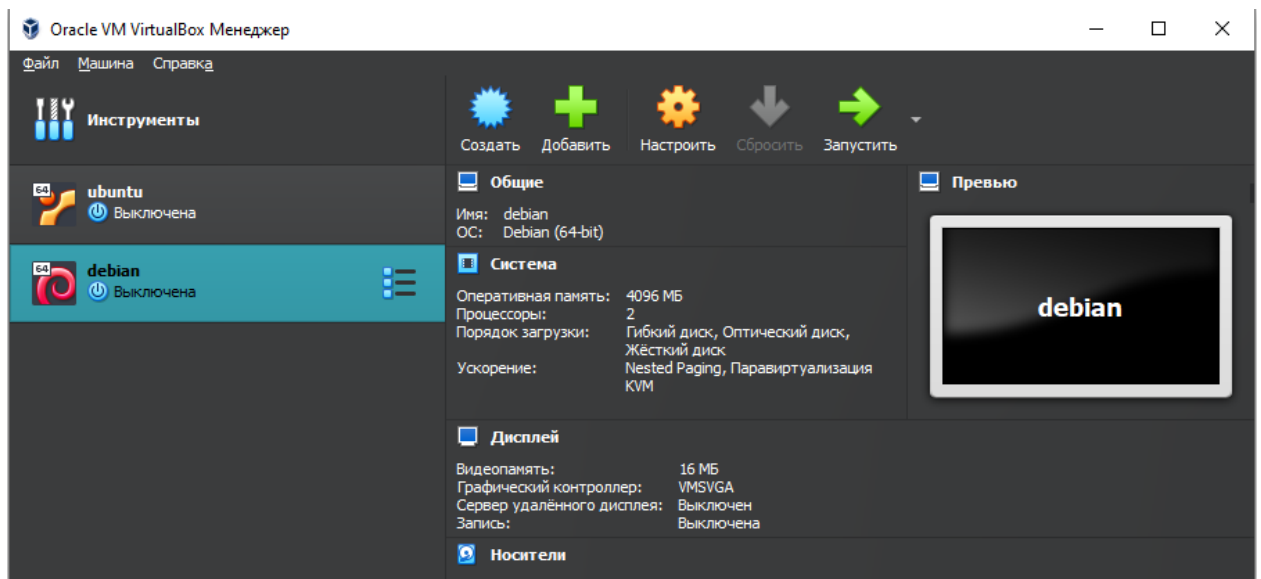 Oracle VM VirtualBox Менеджер
Файл Машина Справка
Инструменты
Создать Добавить Настроить Сбросить Запустить
64
ubuntu
Выключена
64
debian
Выключена
Общие
Имя: debian
ОС: Debian (64-bit)
Система
Оперативная память: 4096 МБ
Процессоры: 2
Порядок загрузки: Гибкий диск, Оптический диск,
Жёсткий диск
Ускорение: Nested Paging, Паравиртуализация
KVM
Превью
debian
Дисплей
Видеопамять: 16 МБ
Графический контроллер: VMSVGA
Сервер удалённого дисплея: Выключен
Запись: Выключена
Носители